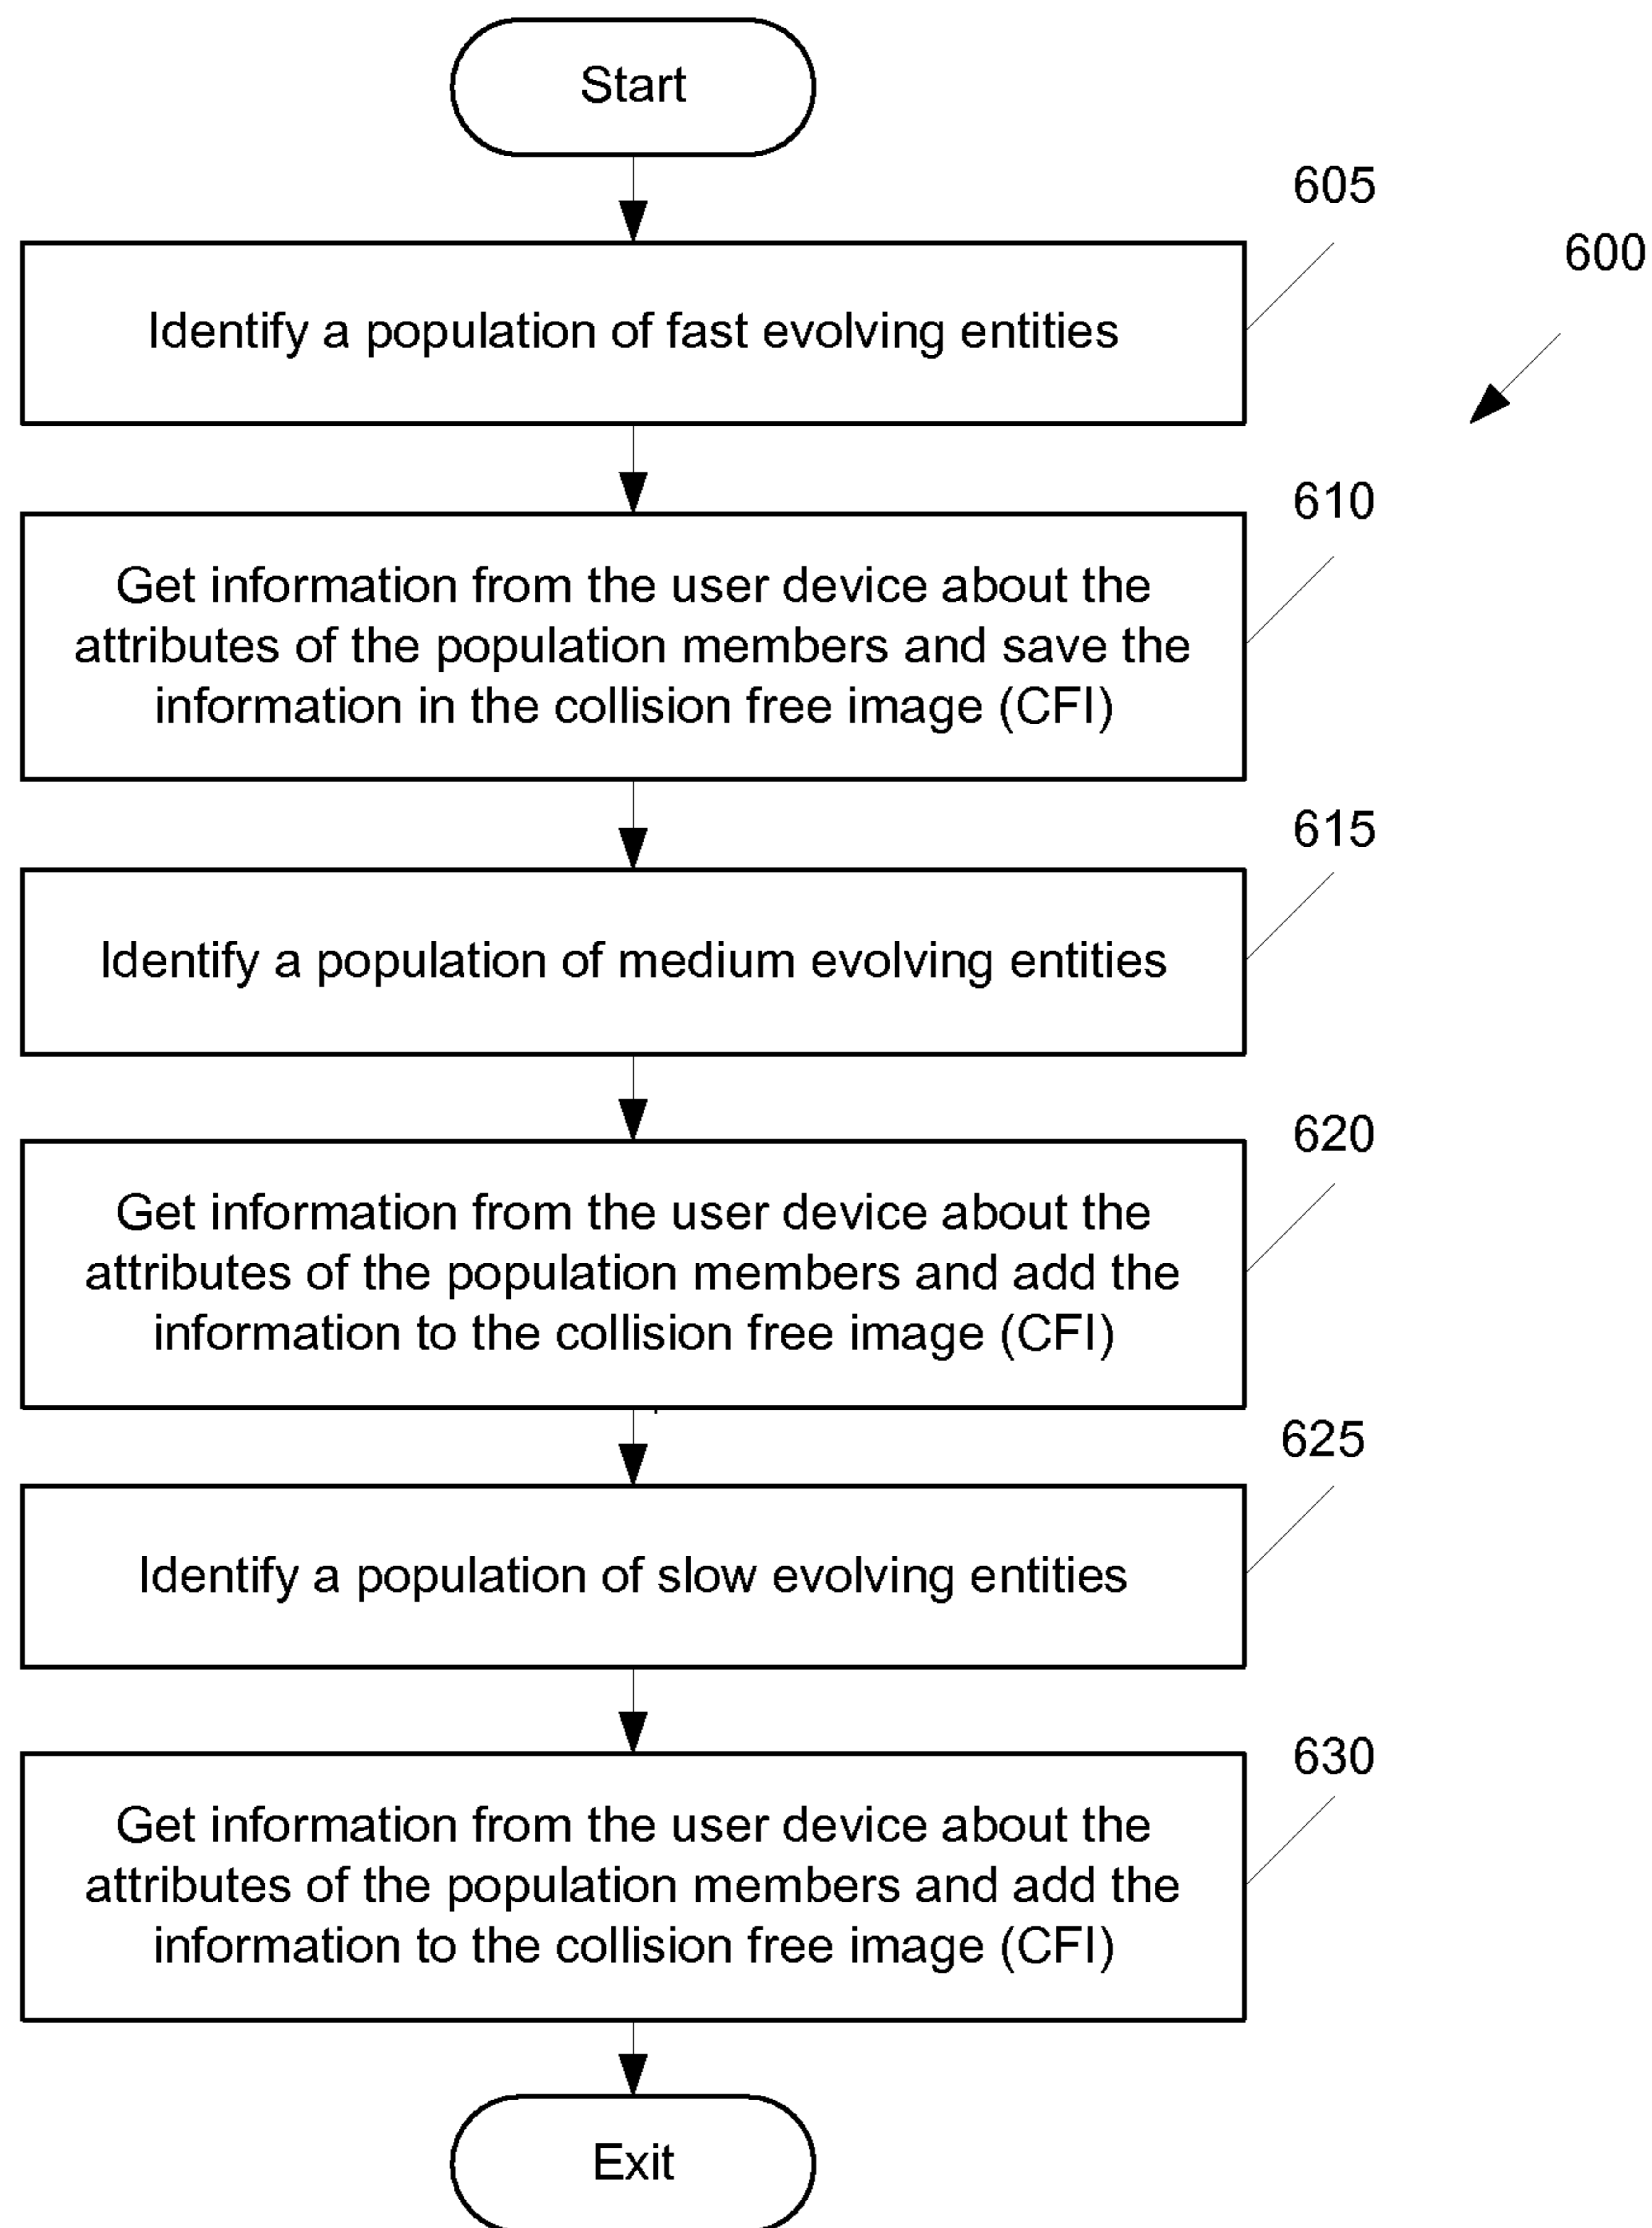 Start
605
600
Identify a population of fast evolving entities
610
Get information from the user device about the
attributes of the population members and save the
information in the collision free image (CFI)
615
Identify a population of medium evolving entities
620
Get information from the user device about the
attributes of the population members and add the
information to the collision free image (CFI)
625
Identify a population of slow evolving entities
630
Get information from the user device about the
attributes of the population members and add the
information to the collision free image (CFI)
Exit